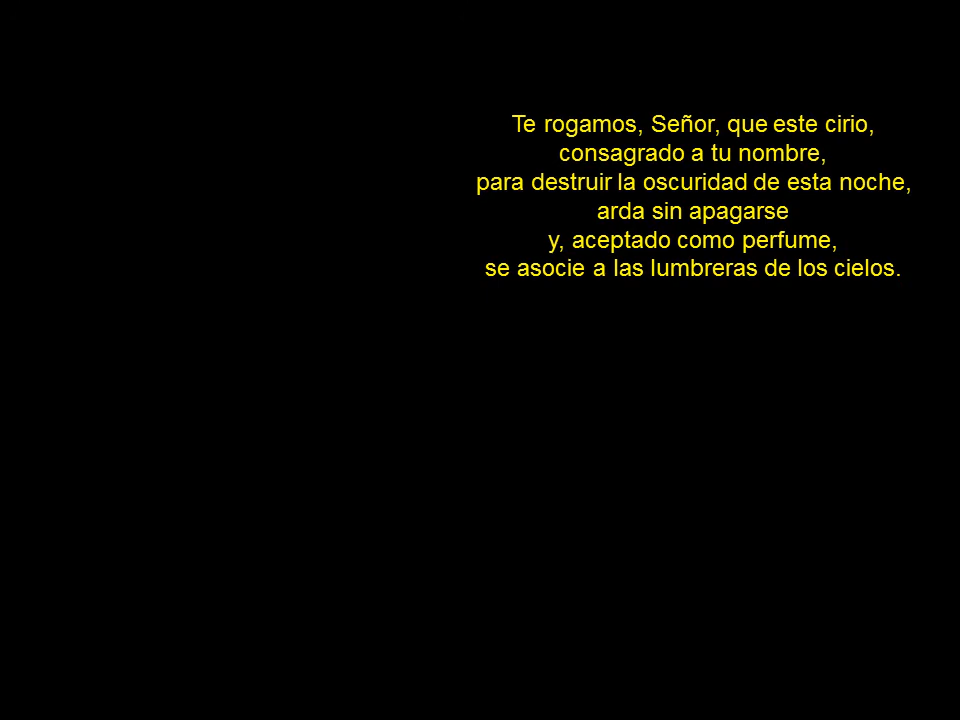 Te rogamos, Señor, que este cirio,
consagrado a tu nombre,
para destruir la oscuridad de esta noche,
arda sin apagarse
y, aceptado como perfume,
se asocie a las lumbreras de los cielos.